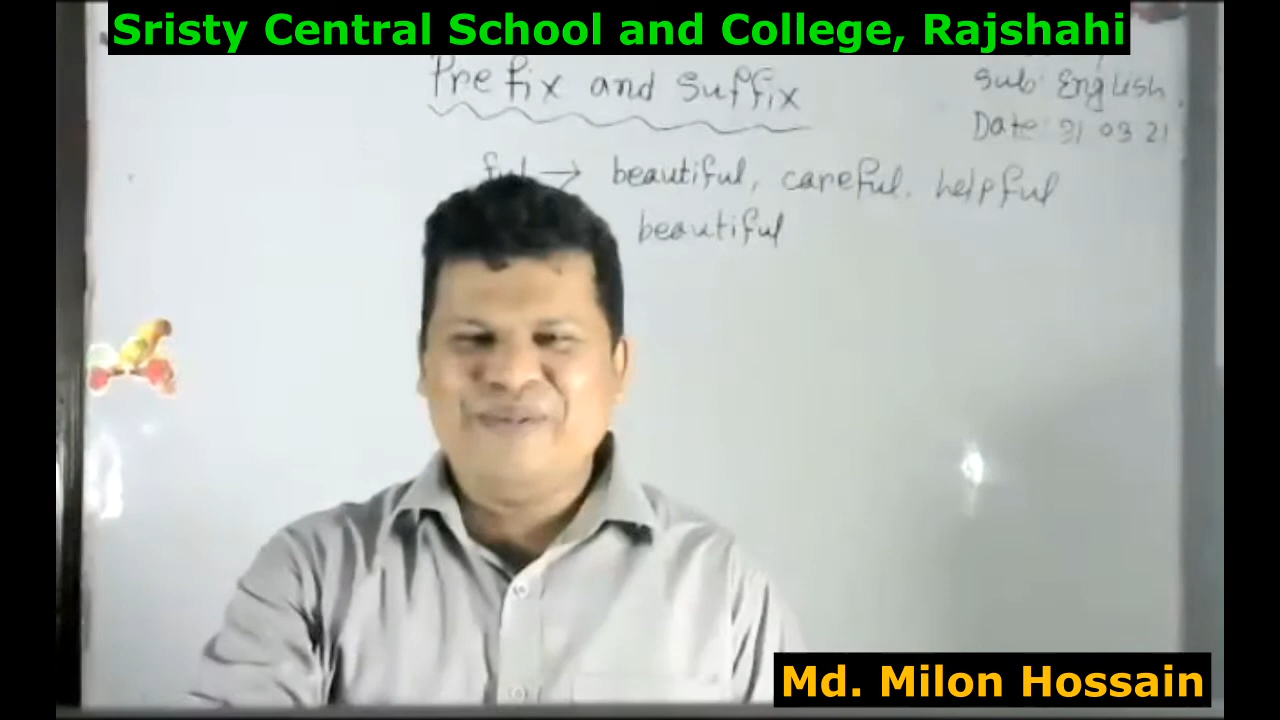 Sristy Central School and College, Rajshahi
Prefix and Suffix
Sub: English
Date: 31 03 21
ful → beautiful, careful. helpful
beautiful
Md. Milon Hossain